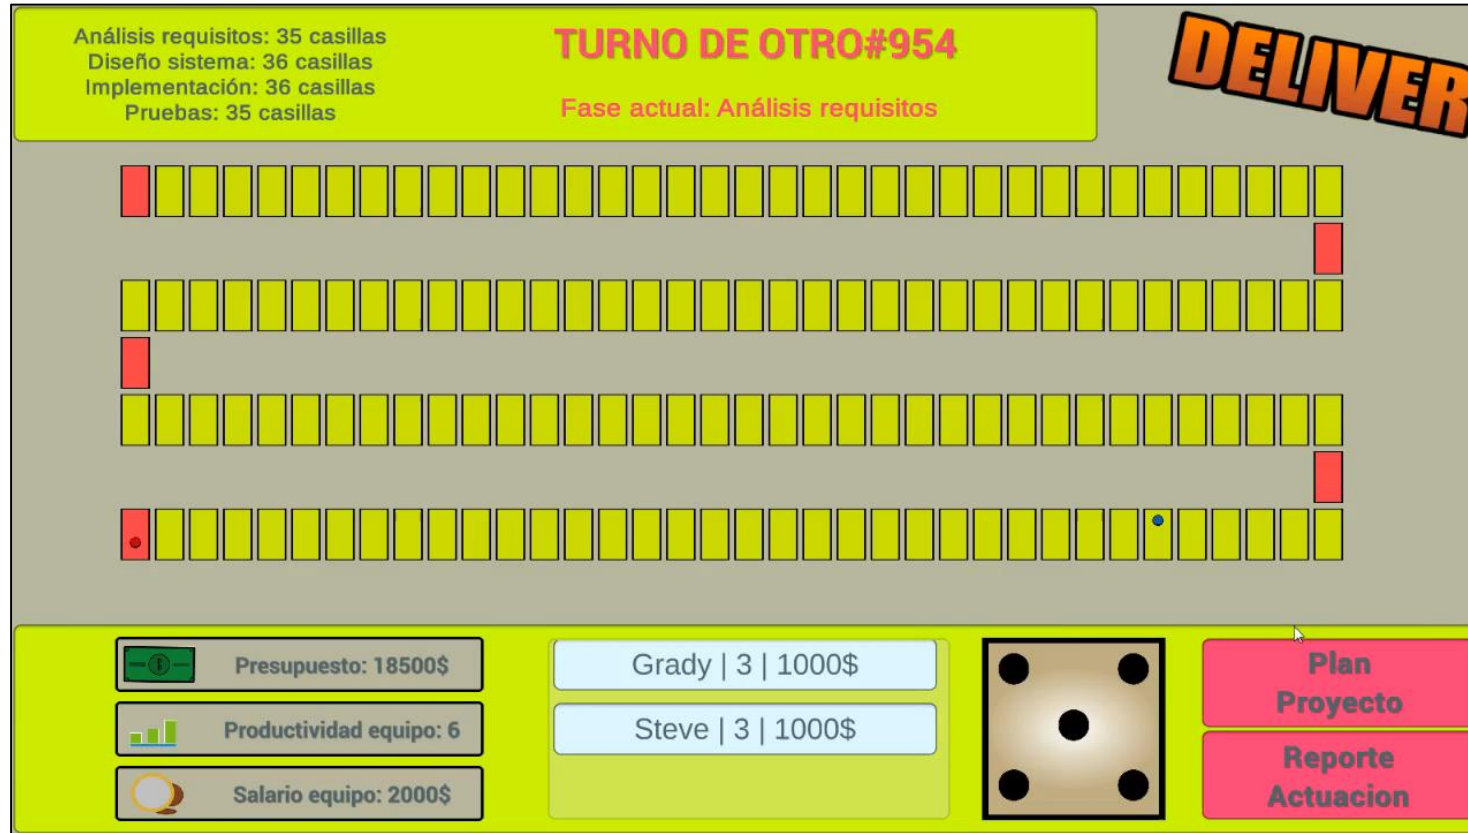 Análisis requisitos: 35 casillas
Diseño sistema: 36 casillas
Implementación: 36 casillas
Pruebas: 35 casillas
TURNO DE OTRO#954
Fase actual: Análisis requisitos
DELIVER
Presupuesto: 18500$
Productividad equipo: 6
Salario equipo: 2000$
Grady | 3 | 1000$
Steve | 3 | 1000$
Plan
Proyecto
Reporte
Actuacion